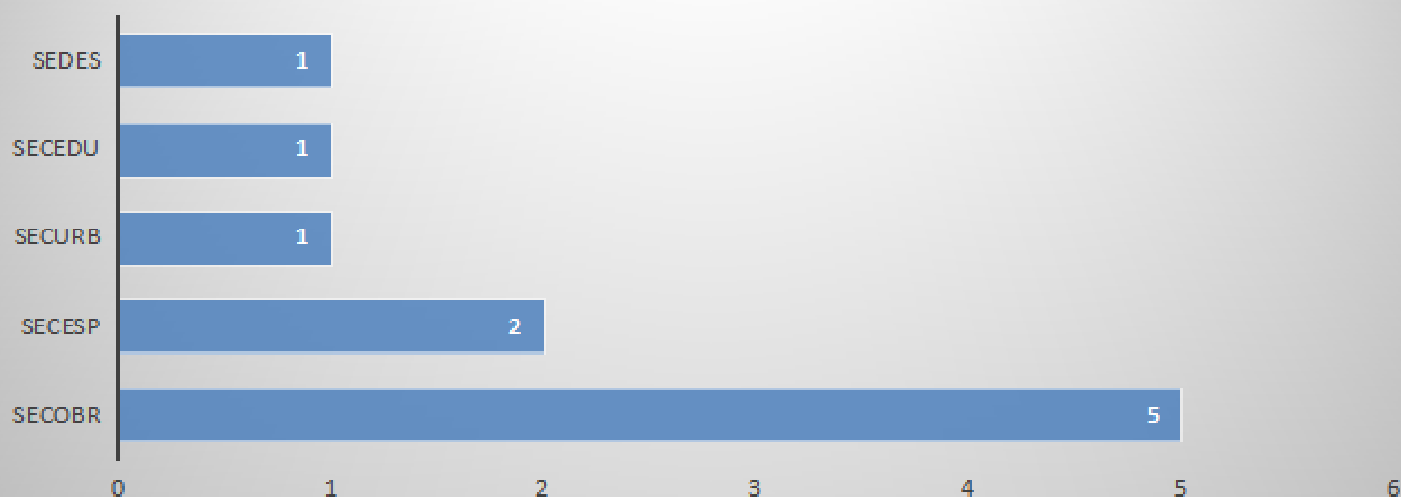 SEDES 1
SECEDU 1
SECURB 1
SECESP 2
SECOBR 5
0 1 2 3 4 5 6